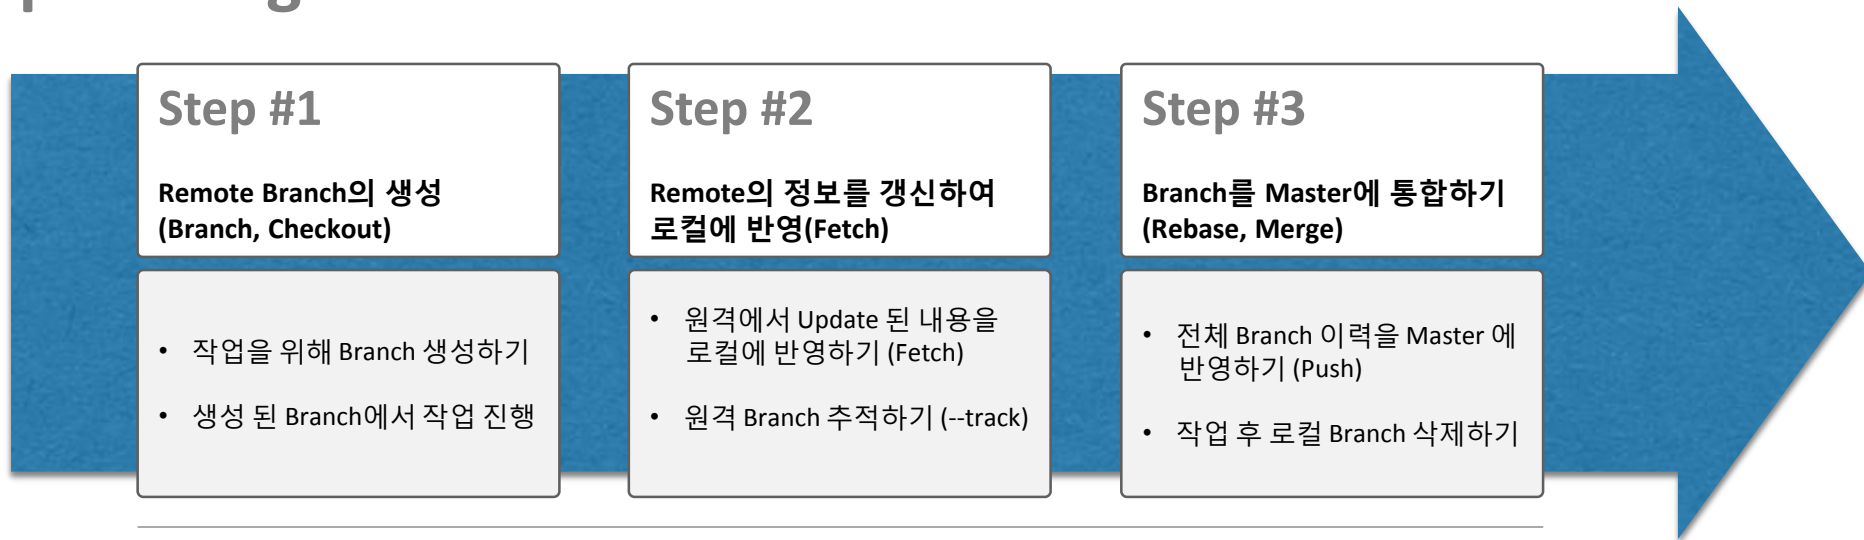 Step #1
Remote Branch의 생성
(Branch, Checkout)
• 작업을 위해 Branch 생성하기
• 생성 된 Branch에서 작업 진행
Step #2
Remote의 정보를 갱신하여
로컬에 반영(Fetch)
• 원격에서 Update 된 내용을
로컬에 반영하기 (Fetch)
• 원격 Branch 추적하기 (--track)
Step #3
Branch를 Master에 통합하기
(Rebase, Merge)
• 전체 Branch 이력을 Master 에
반영하기 (Push)
• 작업 후 로컬 Branch 삭제하기